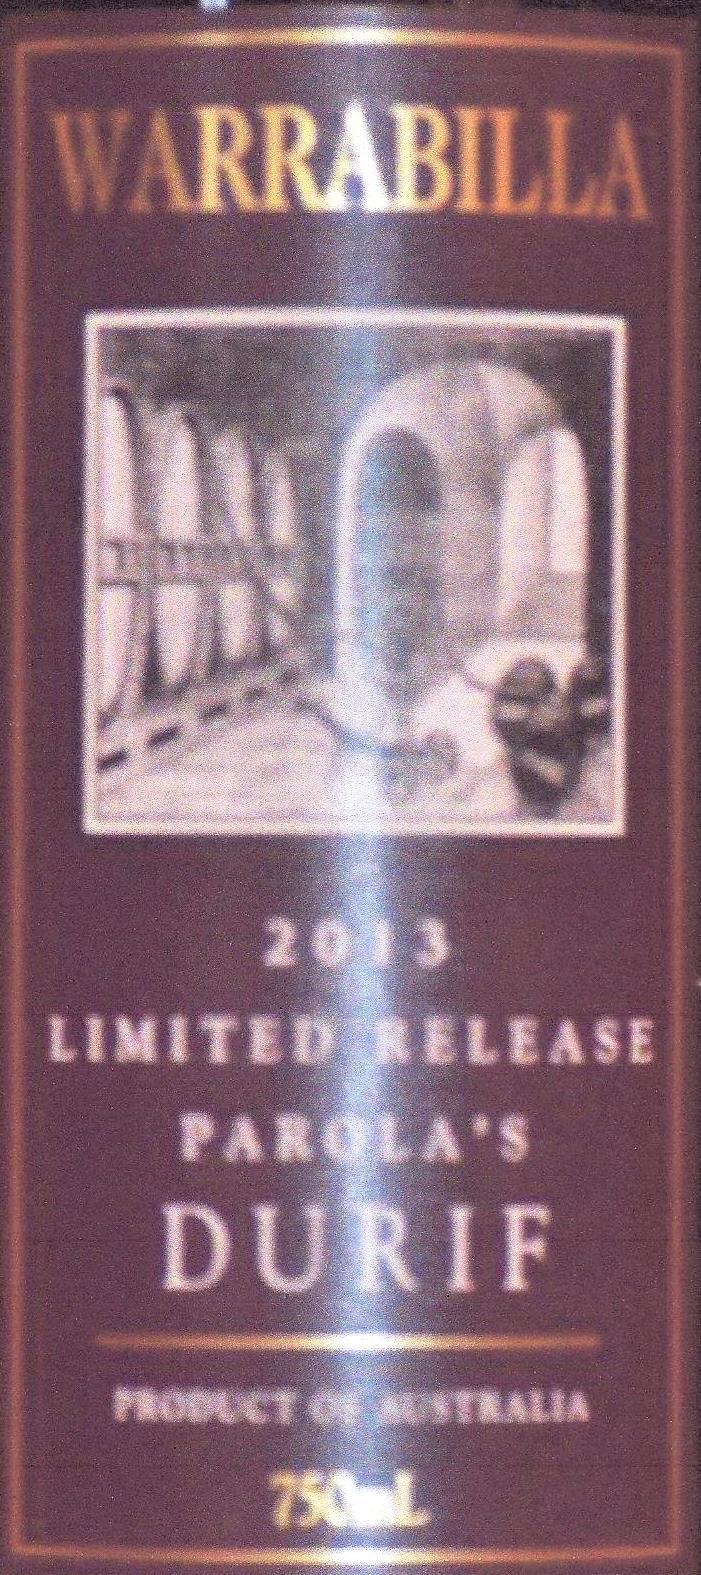 WARRABILLA
2013
LIMITED RELEASE
PAROLA'S
DURIF
PRODUCT OF AUSTRALIA
750mL